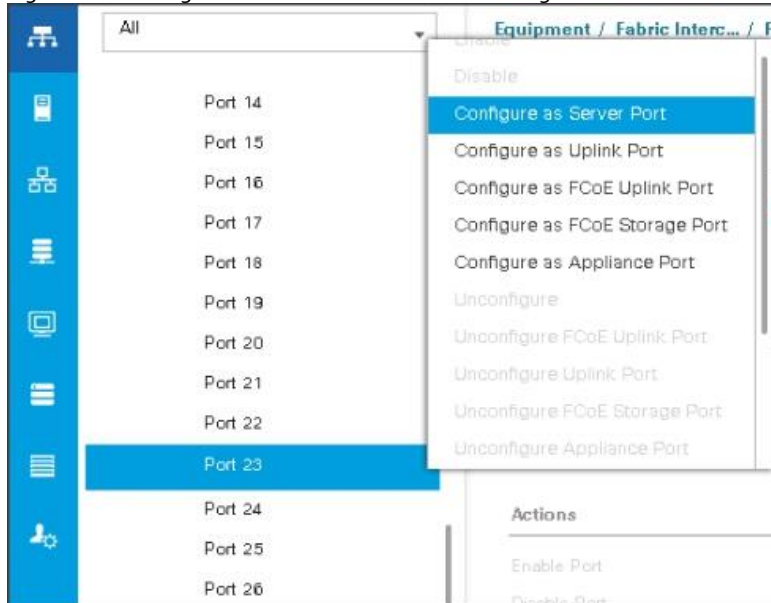 All
Equipment / Fabric Interc... / F
Enable
Disable
Configure as Server Port
Configure as Uplink Port
Configure as FCoE Uplink Port
Configure as FCoE Storage Port
Configure as Appliance Port
Unconfigure
Unconfigure FCoE Uplink Port
Unconfigure Uplink Port
Unconfigure FCoE Storage Port
Unconfigure Appliance Port
Port 14
Port 15
Port 16
Port 17
Port 18
Port 19
Port 20
Port 21
Port 22
Port 23
Port 24
Port 25
Port 26
Actions
Enable Port
Disable Port